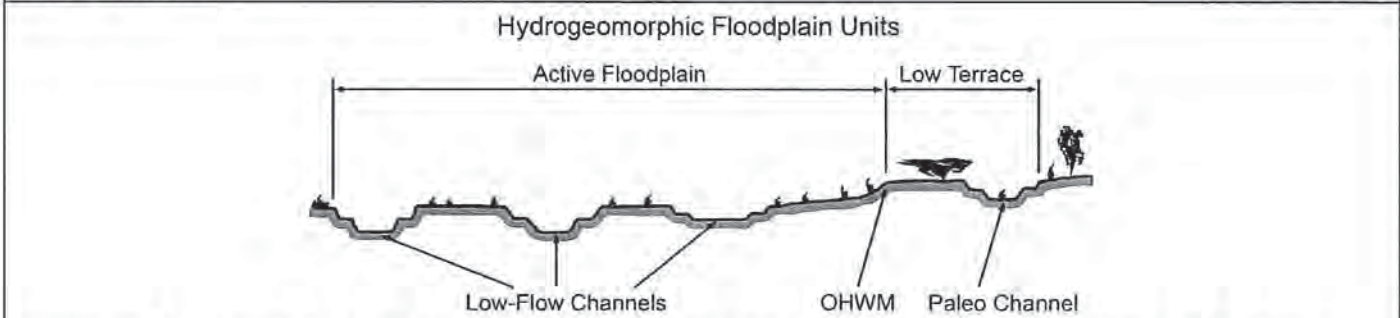 Hydrogeomorphic Floodplain Units
Active Floodplain
Low Terrace
Low-Flow Channels
OHWM
Paleo Channel